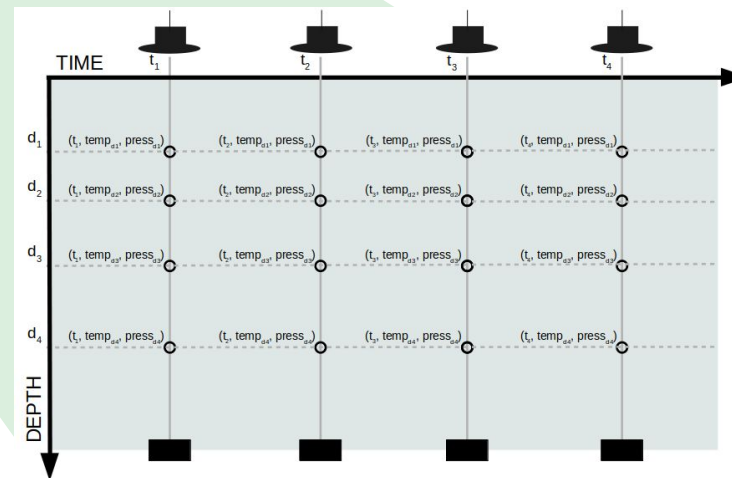 TIME
t1 t2 t3 t4
d1 (t1, tempd1, pressd1) (t2, tempd1, pressd1) (t3, tempd1, pressd1) (t4, tempd1, pressd1)
d2 (t1, tempd2, pressd2) (t2, tempd2, pressd2) (t3, tempd2, pressd2) (t4, tempd2, pressd2)
d3 (t1, tempd3, pressd3) (t2, tempd3, pressd3) (t3, tempd3, pressd3) (t4, tempd3, pressd3)
d4 (t1, tempd4, pressd4) (t2, tempd4, pressd4) (t3, tempd4, pressd4) (t4, tempd4, pressd4)
DEPTH